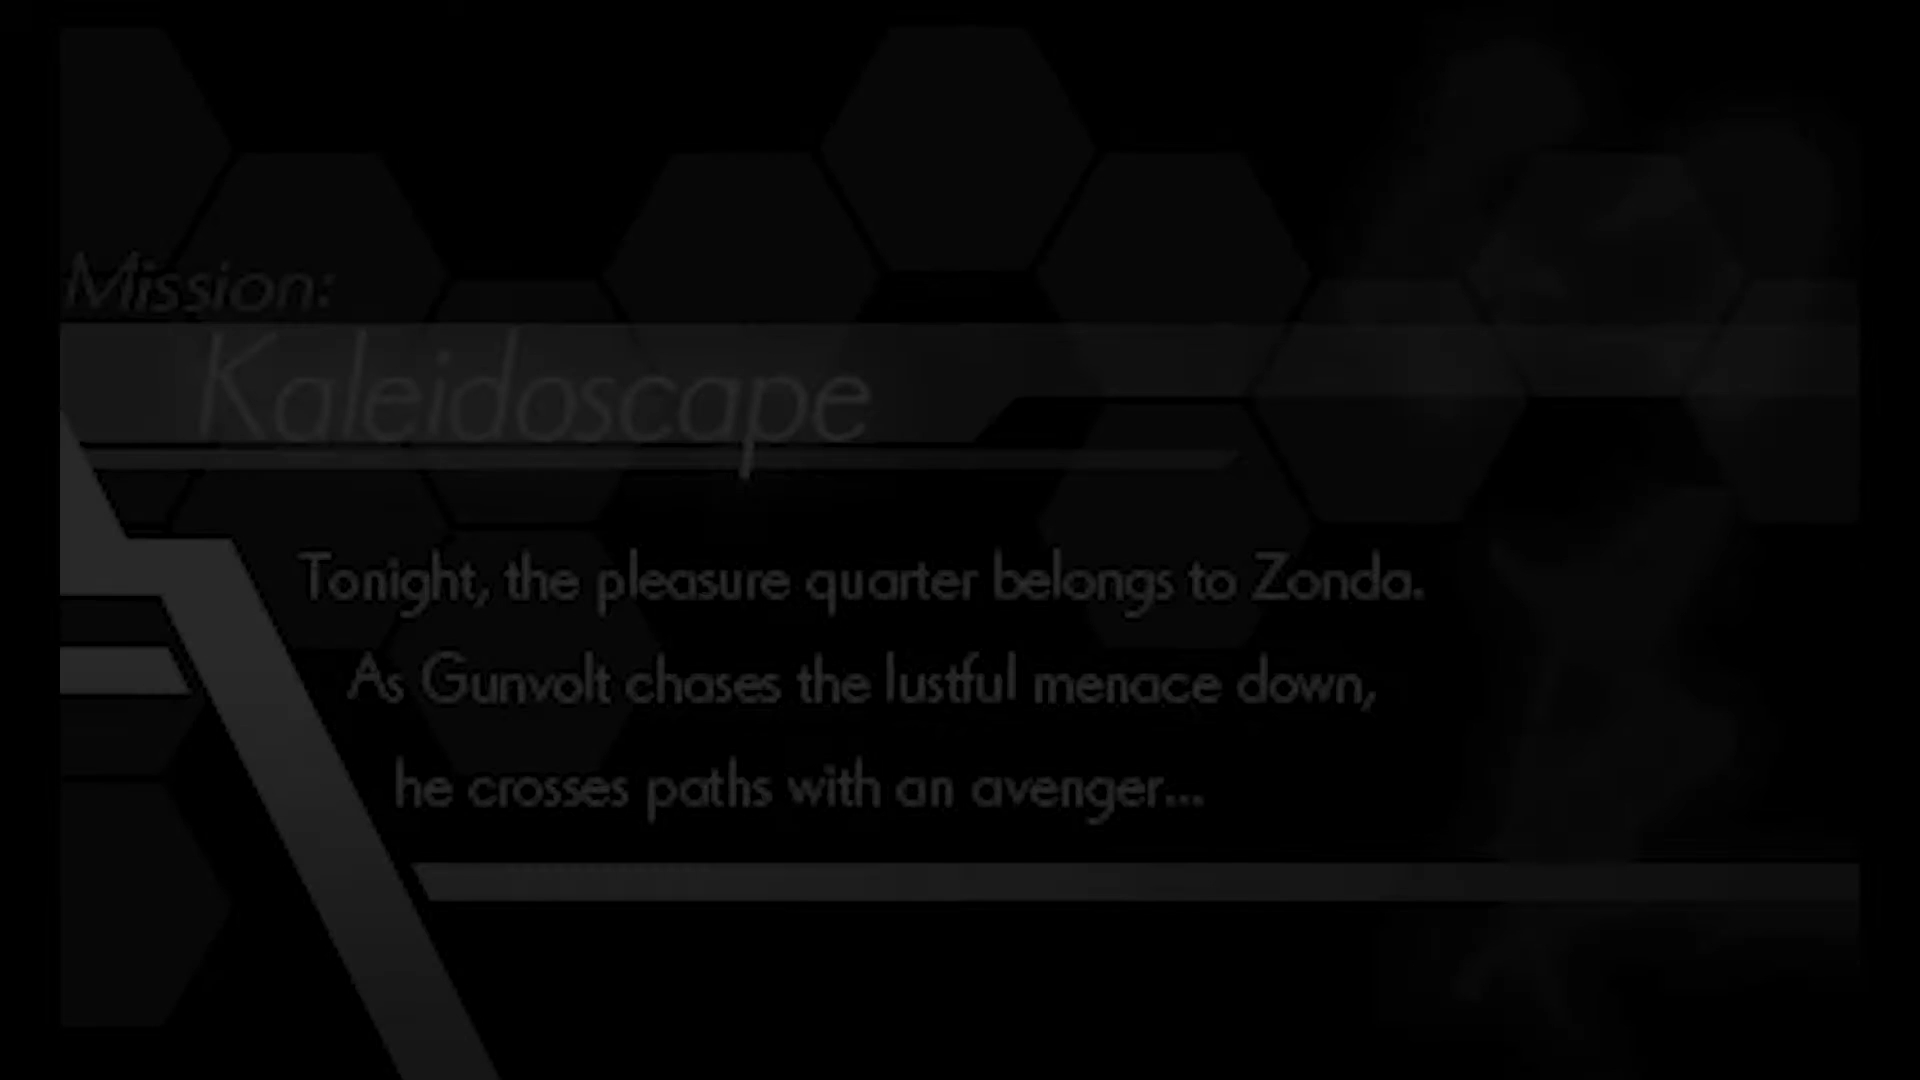 Mission:
Kaleidoscape
Tonight, the pleasure quarter belongs to Zonda.
As Gunvolt chases the lustful menace down,
he crosses paths with an avenger...